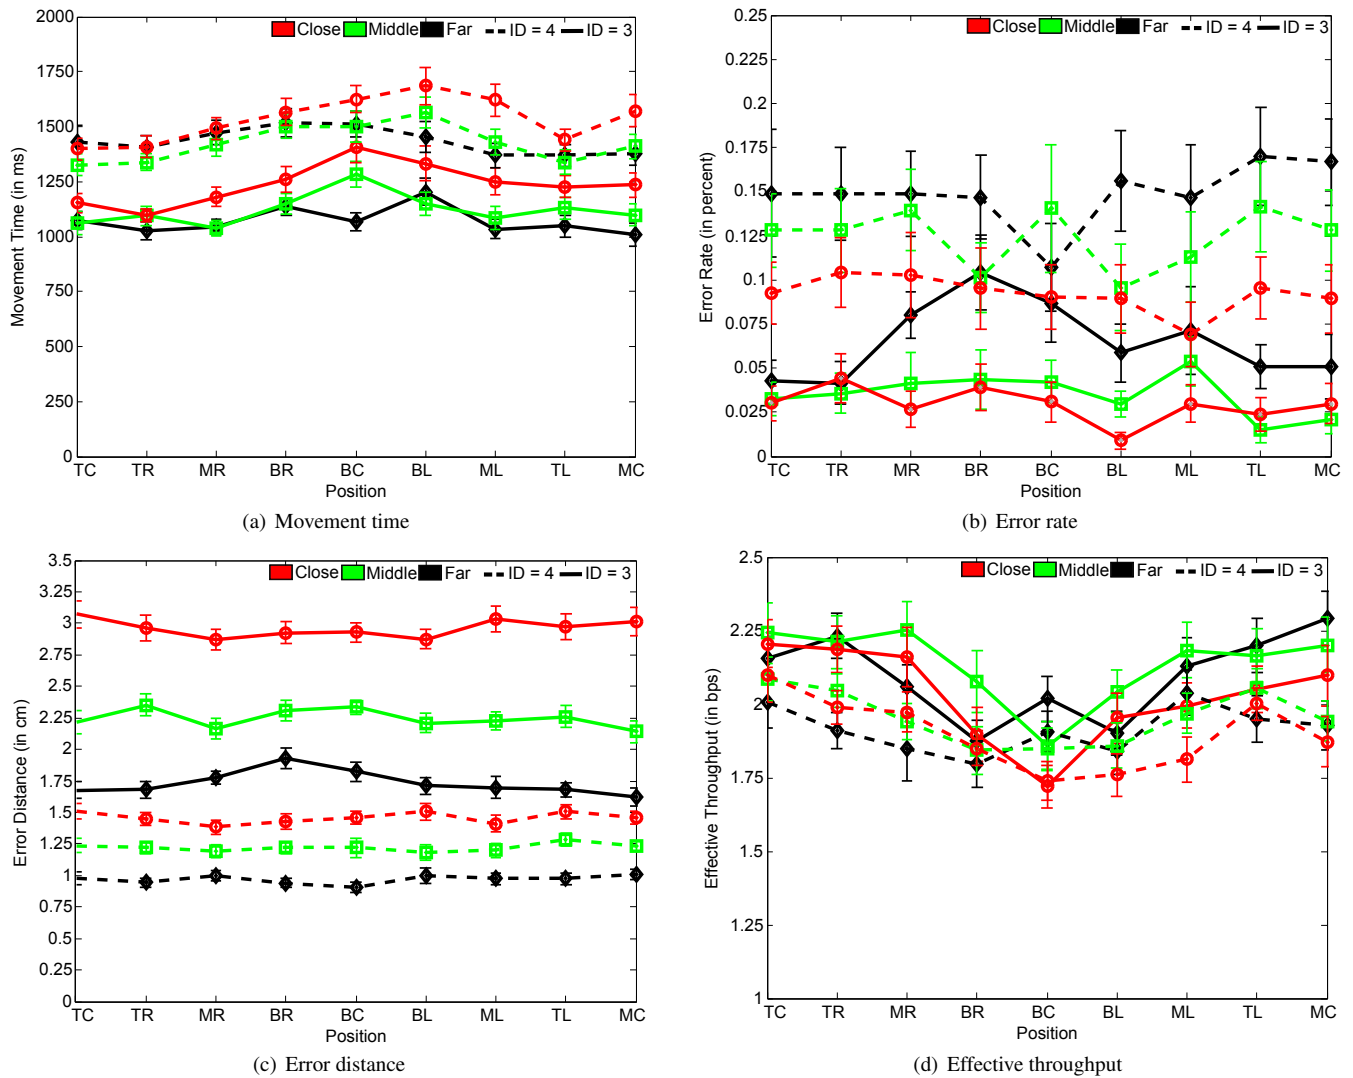 Close Middle Far ID = 4 ID = 3
2000
1750
1500
1250
1000
750
500
250
0
Movement Time (in ms)
TC TR MR BR BC BL ML TL MC
Position
(a) Movement time
Close Middle Far ID = 4 ID = 3
0.25
0.225
0.2
0.175
0.15
0.125
0.1
0.075
0.05
0.025
0
Error Rate (in percent)
TC TR MR BR BC BL ML TL MC
Position
(b) Error rate
Close Middle Far ID = 4 ID = 3
3.5
3.25
3
2.75
2.5
2.25
2
1.75
1.5
1.25
1
0.75
0.5
0.25
0
Error Distance (in cm)
TC TR MR BR BC BL ML TL MC
Position
(c) Error distance
Close Middle Far ID = 4 ID = 3
2.5
2.25
2
1.75
1.5
1.25
1
Effective Throughput (in bps)
TC TR MR BR BC BL ML TL MC
Position
(d) Effective throughput